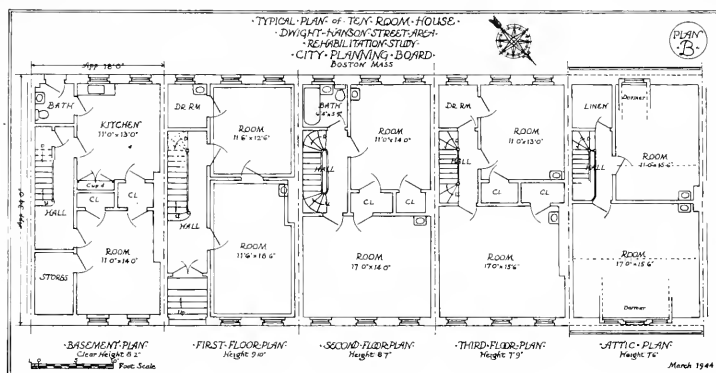 ·TYPICAL·PLAN·of·TEN·ROOM·HOUSE·
·DWIGHT·HANSON·STREET·AREA·
·REHABILITATION·STUDY·
·CITY·PLANNING·BOARD·
BOSTON MASS
PLAN
B
App 18'0"
App 34'0"
BATH
KITCHEN
11'0" x 13'0"
Cup'd
CL
CL
HALL
ROOM
11'0" x 14'0"
STORES
DR RM
ROOM
11'6" x 12'6"
HALL
ROOM
11'6" x 18'6"
Up
BATH
ROOM
11'0" x 14'0"
HALL
CL
CL
ROOM
17'0" x 14'0"
DR RM
ROOM
11'0" x 13'0"
HALL
CL
CL
ROOM
17'0" x 15'6"
LINEN
Dormer
ROOM
11'0" x 15'6"
HALL
ROOM
17'0" x 15'6"
Dormer
·BASEMENT·PLAN·
Clear Height 8'2"
·FIRST·FLOOR·PLAN·
Height 9'10"
·SECOND·FLOOR·PLAN·
Height 8'7"
·THIRD·FLOOR·PLAN·
Height 7'9"
·ATTIC·PLAN·
Height 7'6"
Foot Scale
March 1944